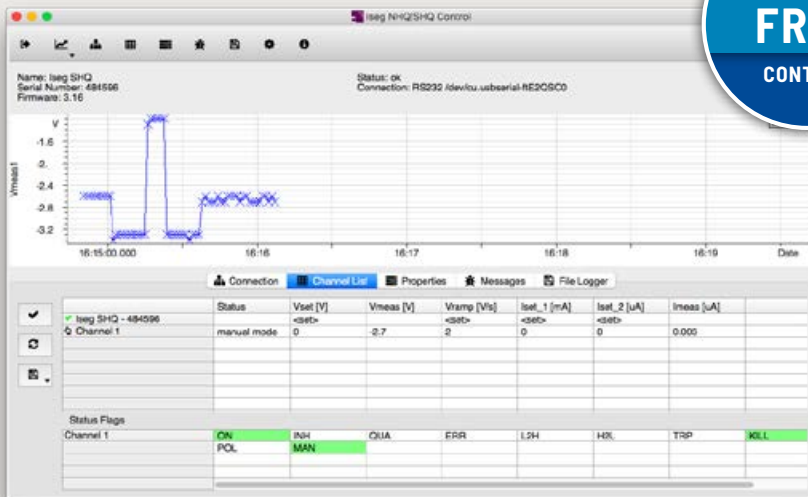 iseg NHQ/SHQ Control
FR
CONT
Name: Iseg SHQ
Serial Number: 484596
Firmware: 3.16
Status: ok
Connection: RS232 /dev/cu.usbserial-ftE2QSC0
V
-1.6
-2.
-2.4
-2.8
-3.2
Vmeas1
16:15:00.000 16:16 16:17 16:18 16:19 Date
Connection Channel List Properties Messages File Logger
Status Vset [V] Vmeas [V] Vramp [V/s] Iset_1 [mA] Iset_2 [uA] Imeas [uA]
Iseg SHQ - 484596 <set> <set> <set> <set>
Channel 1 manual mode 0 -2.7 2 0 0 0.005
Status Flags
Channel 1 ON INH QUA ERR L2H H2L TRP KILL
POL MAN